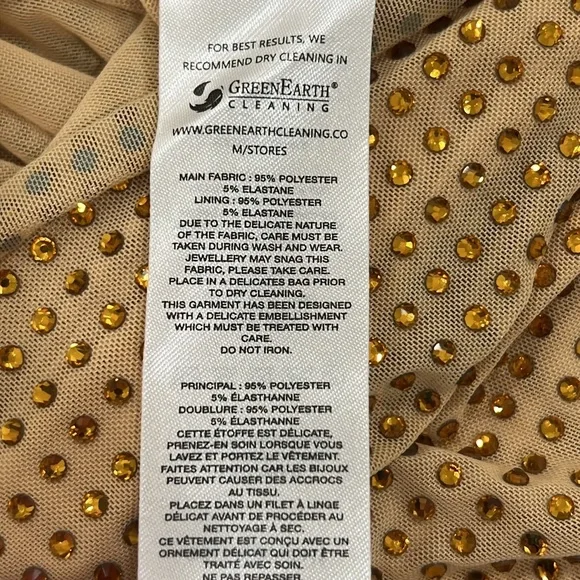 FOR BEST RESULTS, WE
RECOMMEND DRY CLEANING IN
GREENEARTH®
CLEANING
WWW.GREENEARTHCLEANING.CO
M/STORES
MAIN FABRIC : 95% POLYESTER
5% ELASTANE
LINING : 95% POLYESTER
5% ELASTANE
DUE TO THE DELICATE NATURE
OF THE FABRIC, CARE MUST BE
TAKEN DURING WASH AND WEAR.
JEWELLERY MAY SNAG THIS
FABRIC, PLEASE TAKE CARE.
PLACE IN A DELICATES BAG PRIOR
TO DRY CLEANING.
THIS GARMENT HAS BEEN DESIGNED
WITH A DELICATE EMBELLISHMENT
WHICH MUST BE TREATED WITH
CARE.
DO NOT IRON.
PRINCIPAL : 95% POLYESTER
5% ÉLASTHANNE
DOUBLURE : 95% POLYESTER
5% ÉLASTHANNE
CETTE ÉTOFFE EST DÉLICATE,
PRENEZ-EN SOIN LORSQUE VOUS
LAVEZ ET PORTEZ LE VÊTEMENT.
FAITES ATTENTION CAR LES BIJOUX
PEUVENT CAUSER DES ACCROCS
AU TISSU.
PLACEZ DANS UN FILET À LINGE
DÉLICAT AVANT DE PROCÉDER AU
NETTOYAGE À SEC.
CE VÊTEMENT EST CONÇU AVEC UN
ORNEMENT DÉLICAT QUI DOIT ÊTRE
TRAITÉ AVEC SOIN.
NE PAS REPASSER.